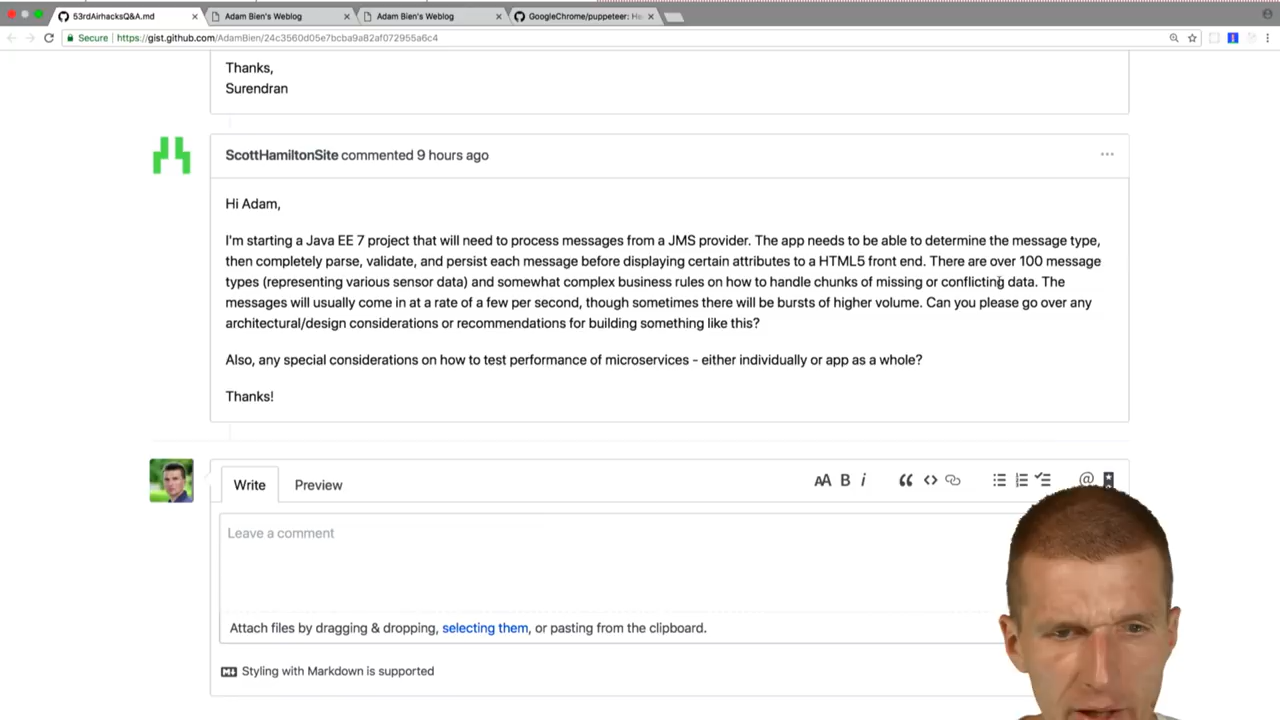 53rdAirhacksQ&A.md
Adam Bien's Weblog
Adam Bien's Weblog
GoogleChrome/puppeteer: He
Secure
https://gist.github.com/AdamBien/24c3560d05e7bcba9a82af072955a6c4
Thanks,
Surendran
ScottHamiltonSite commented 9 hours ago
Hi Adam,
I'm starting a Java EE 7 project that will need to process messages from a JMS provider. The app needs to be able to determine the message type,
then completely parse, validate, and persist each message before displaying certain attributes to a HTML5 front end. There are over 100 message
types (representing various sensor data) and somewhat complex business rules on how to handle chunks of missing or conflicting data. The
messages will usually come in at a rate of a few per second, though sometimes there will be bursts of higher volume. Can you please go over any
architectural/design considerations or recommendations for building something like this?
Also, any special considerations on how to test performance of microservices - either individually or app as a whole?
Thanks!
Write
Preview
AA B i “ <> @
Leave a comment
Attach files by dragging & dropping, selecting them, or pasting from the clipboard.
Styling with Markdown is supported